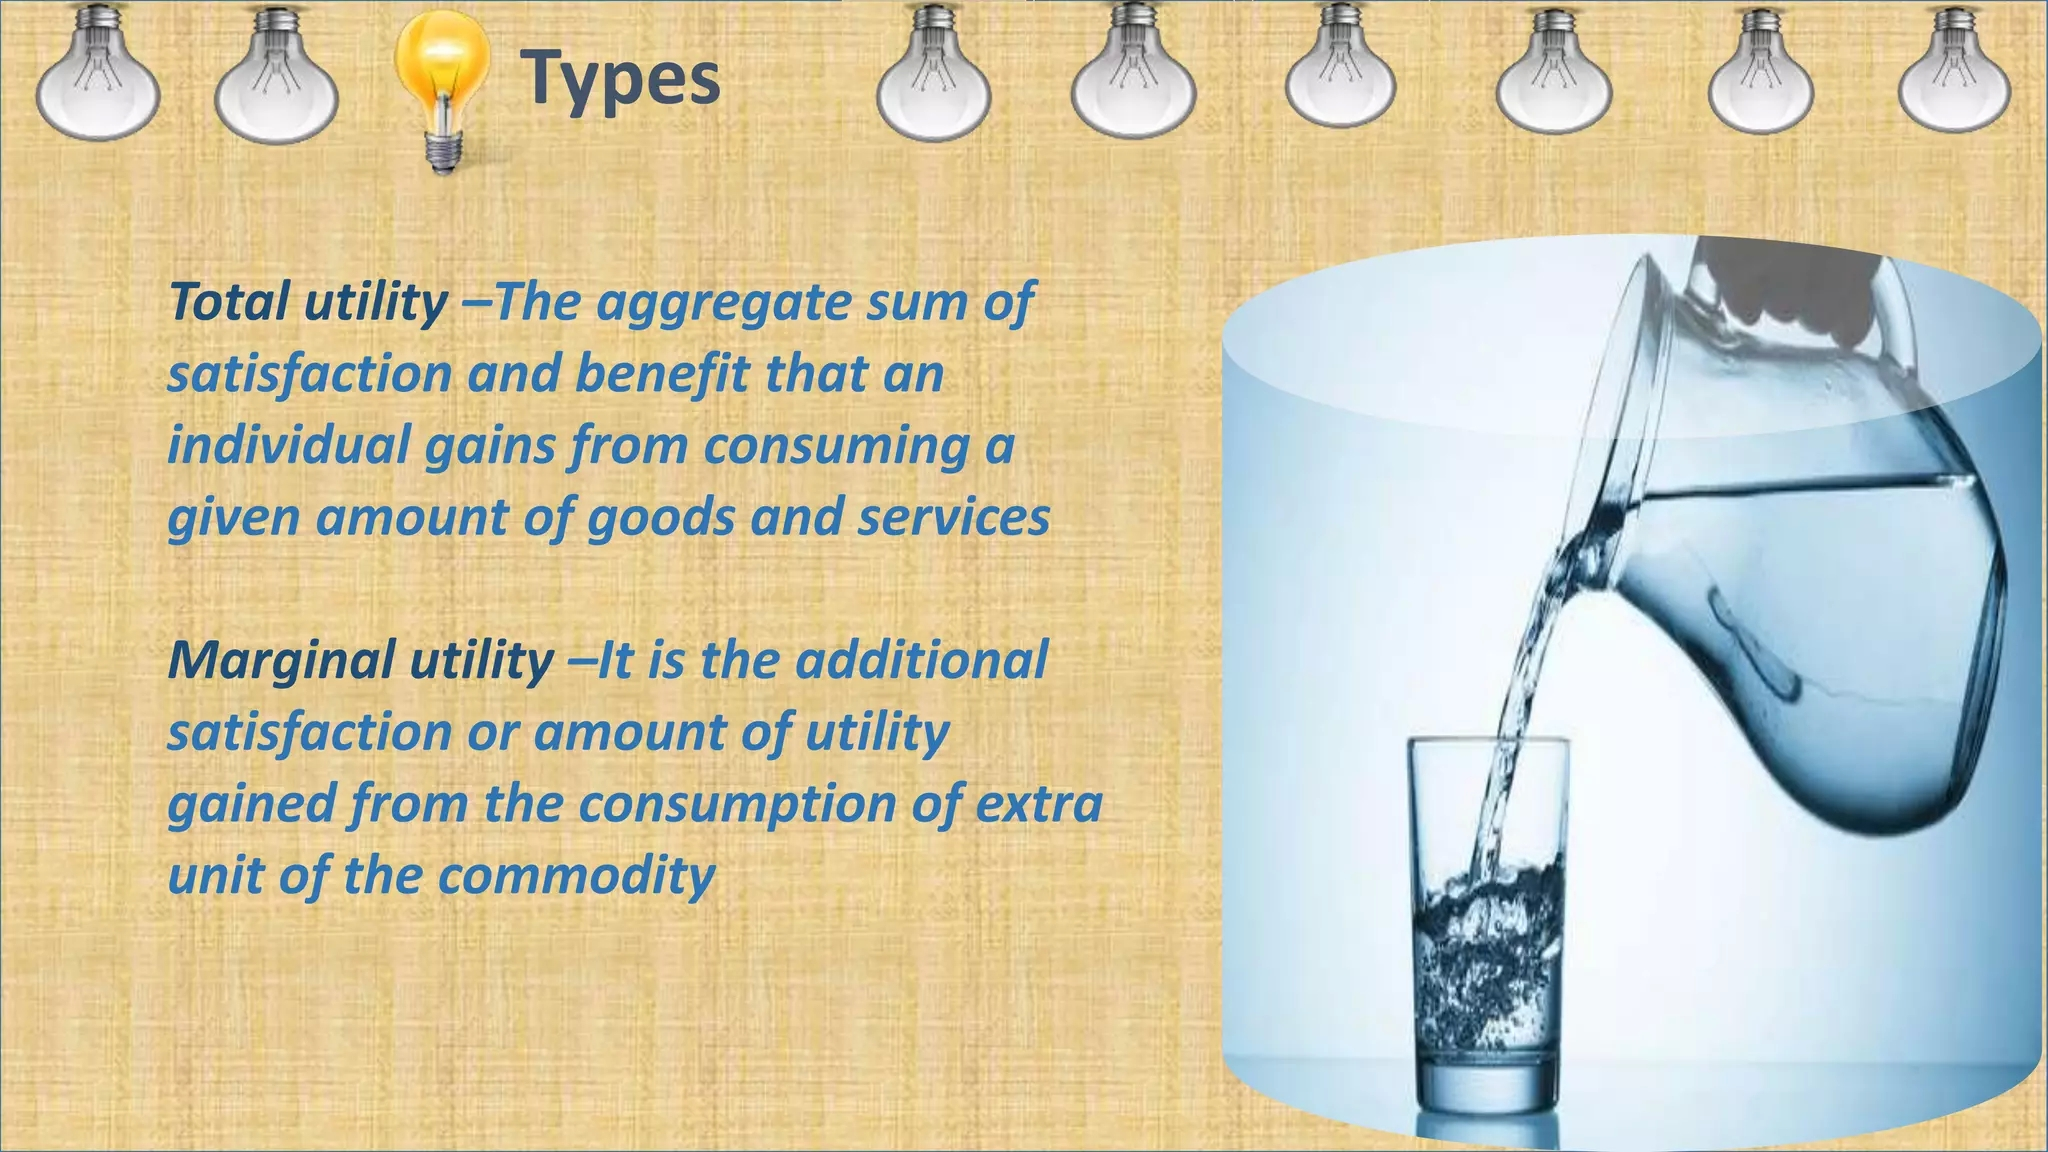 Types
Total utility –The aggregate sum of
satisfaction and benefit that an
individual gains from consuming a
given amount of goods and services
Marginal utility –It is the additional
satisfaction or amount of utility
gained from the consumption of extra
unit of the commodity